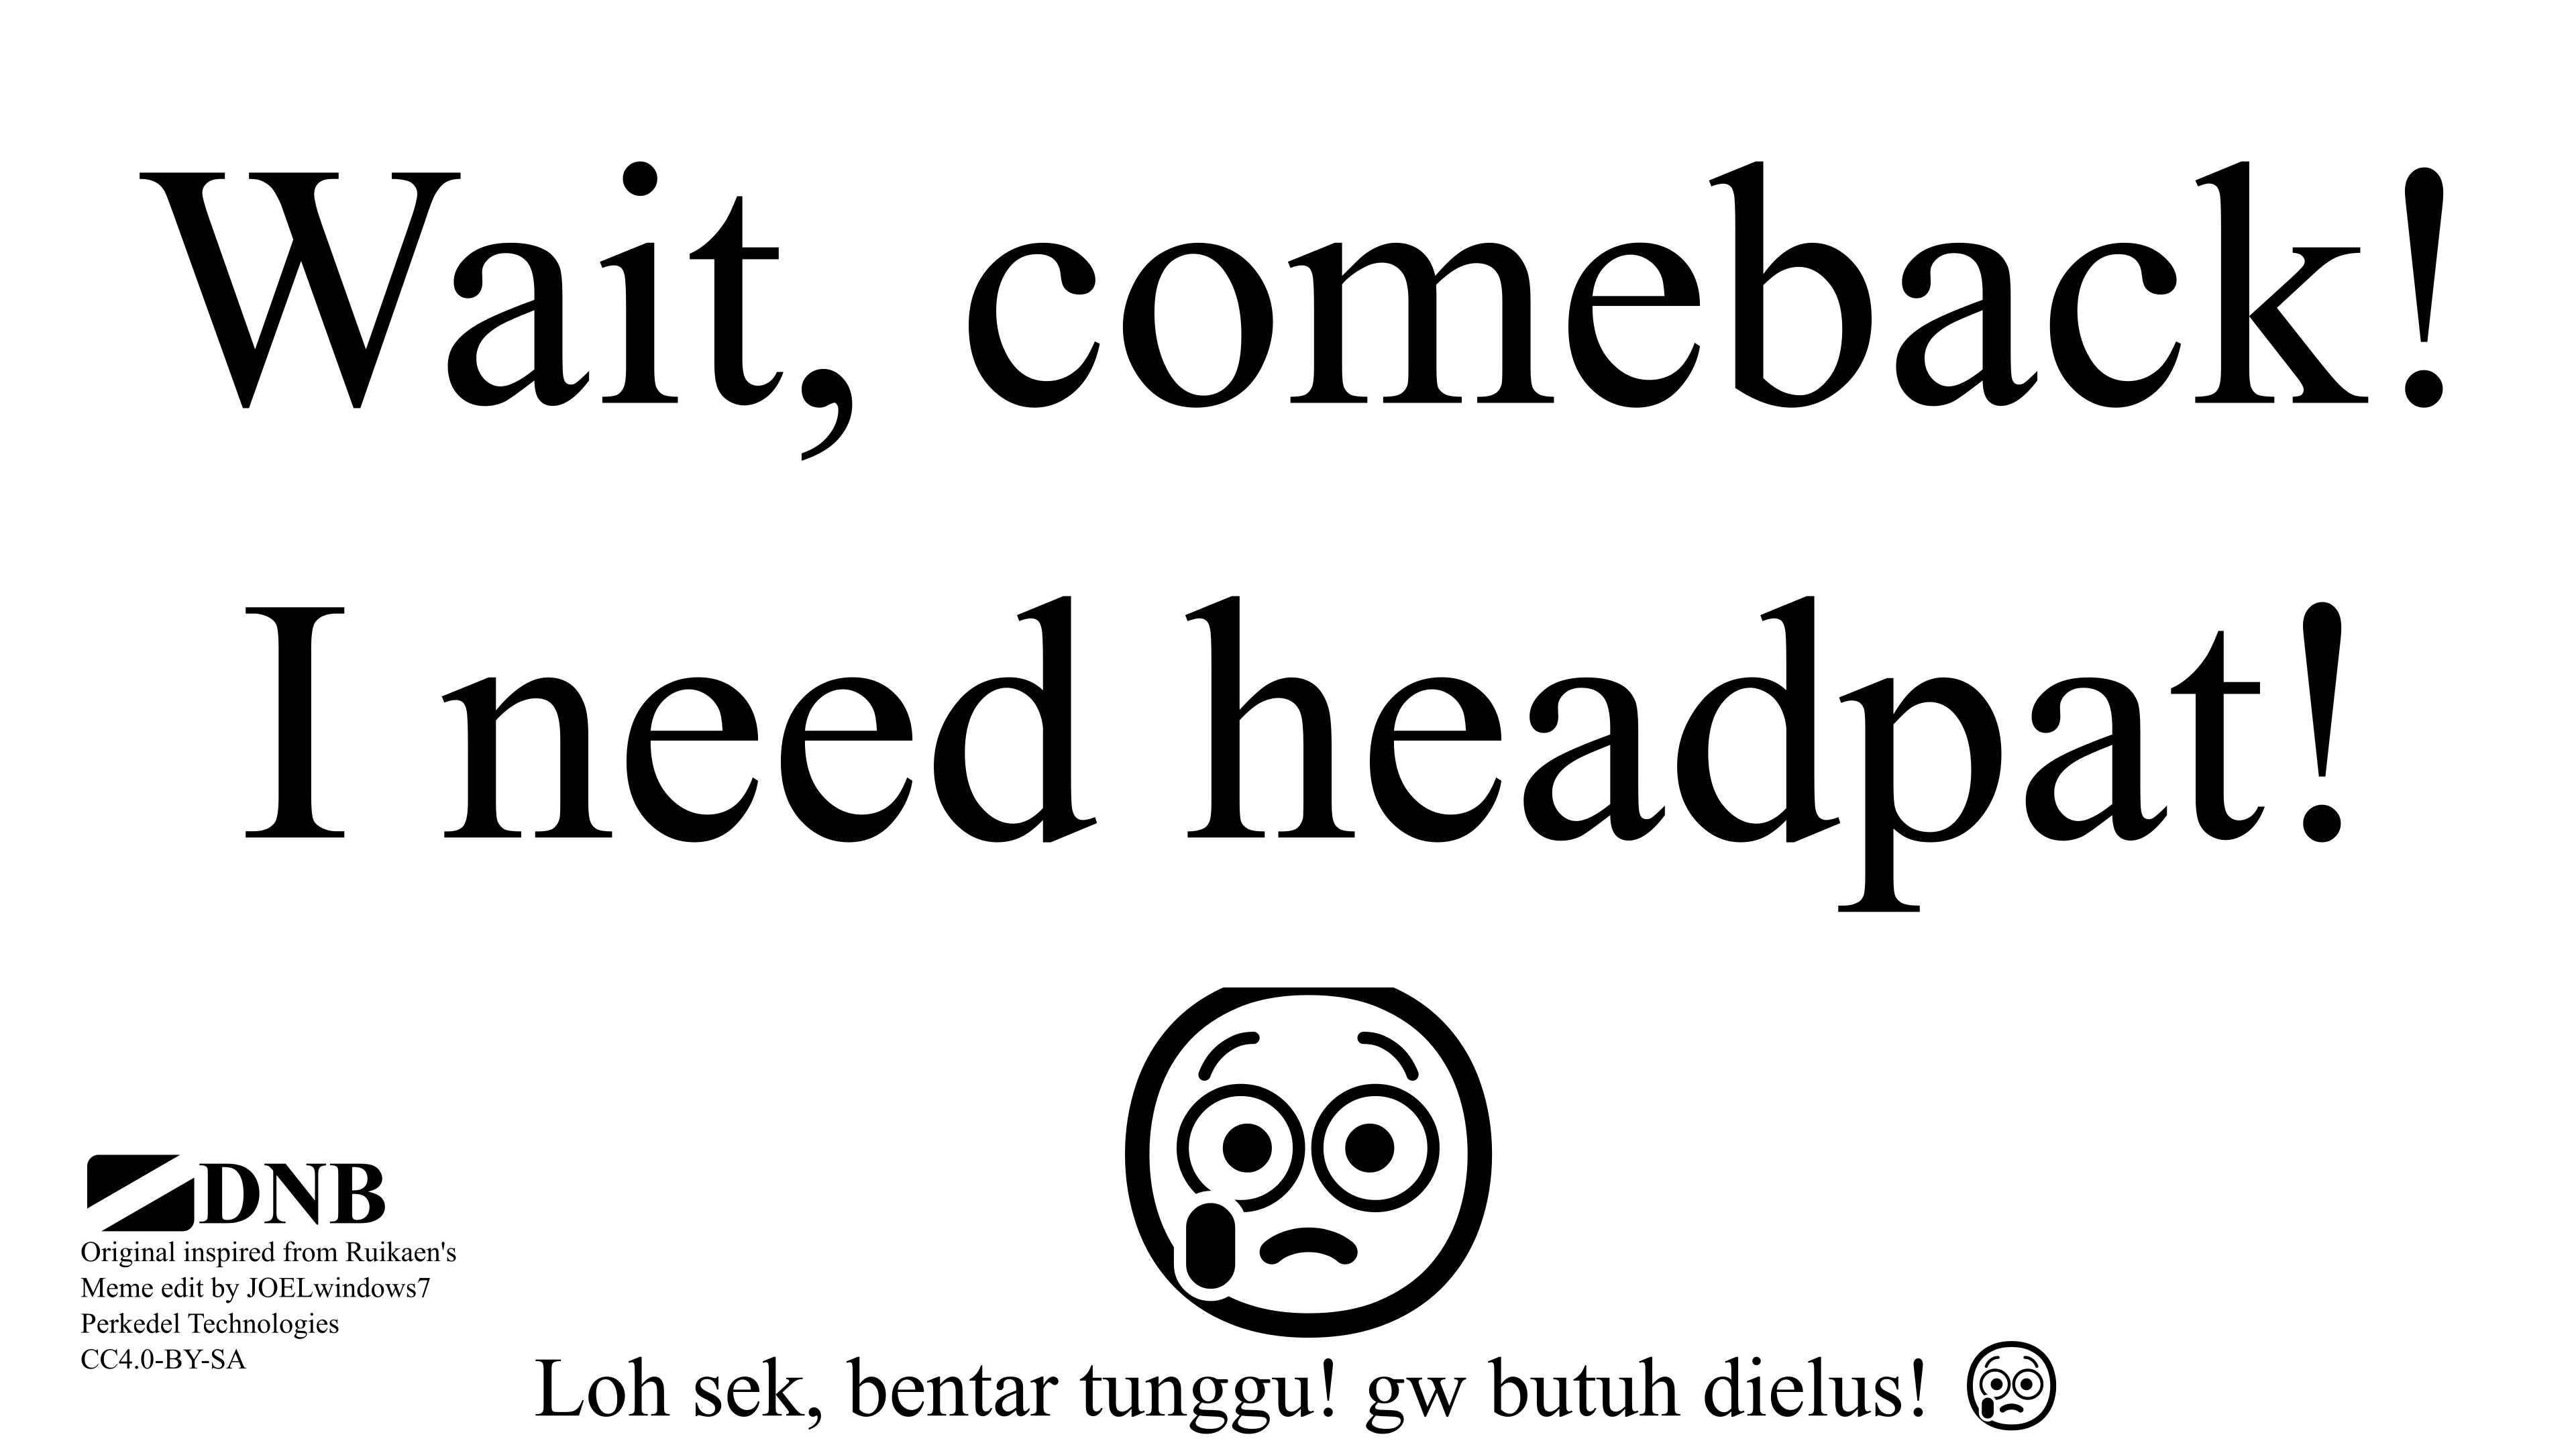 Wait, comeback!
I need headpat!
DNB
Original inspired from Ruikaen's
Meme edit by JOELwindows7
Perkedel Technologies
CC4.0-BY-SA
Loh sek, bentar tunggu! gw butuh dielus!